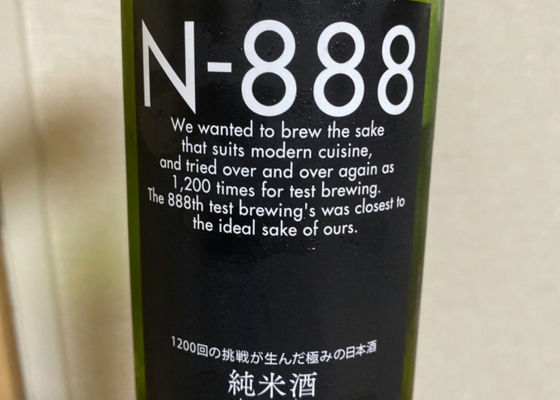 N-888
We wanted to brew the sake
that suits modern cuisine,
and tried over and over again as
1,200 times for test brewing.
The 888th test brewing's was closest to
the ideal sake of ours.
1200回の挑戦が生んだ極みの日本酒
純米酒